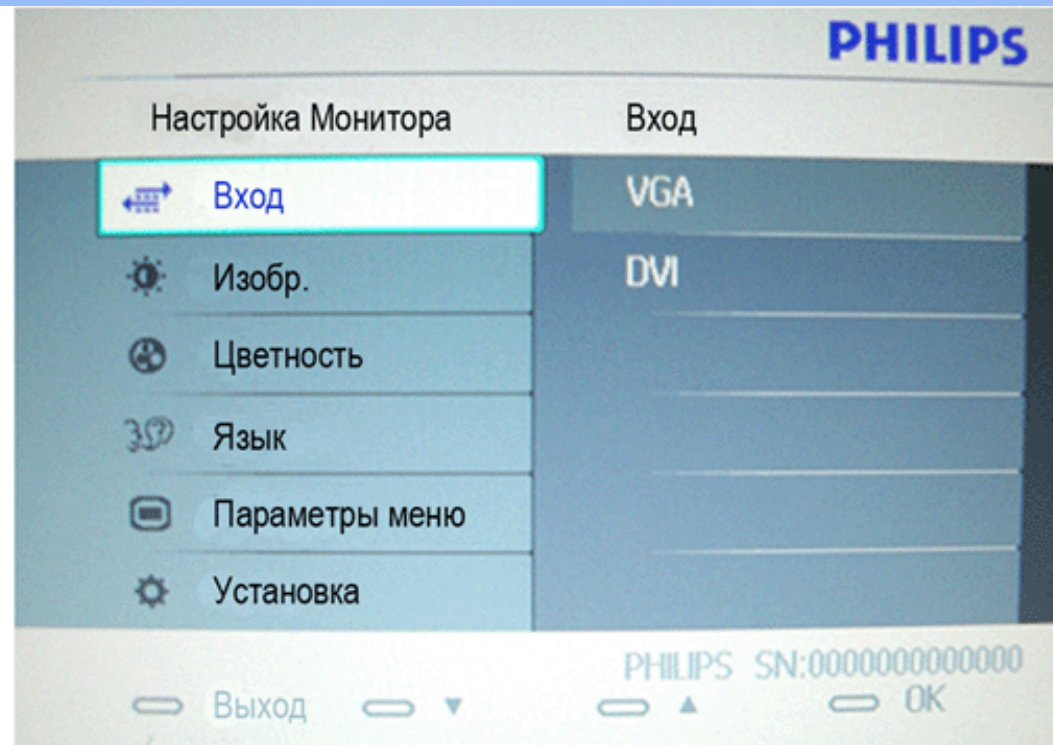 PHILIPS
Настройка Монитора Вход
Вход VGA
Изобр. DVI
Цветность
Язык
Параметры меню
Установка
PHILIPS SN:0000000000000
Выход ▼ ▲ OK